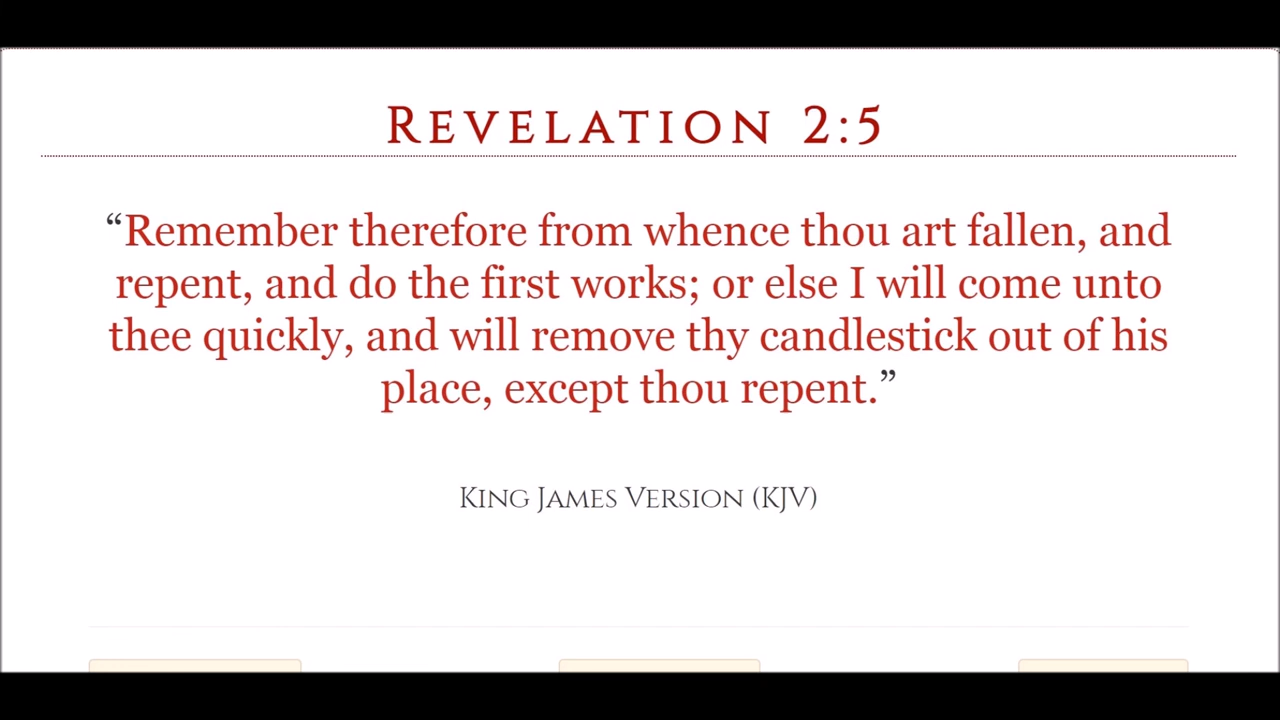 Revelation 2:5
“Remember therefore from whence thou art fallen, and
repent, and do the first works; or else I will come unto
thee quickly, and will remove thy candlestick out of his
place, except thou repent.”
King James Version (KJV)